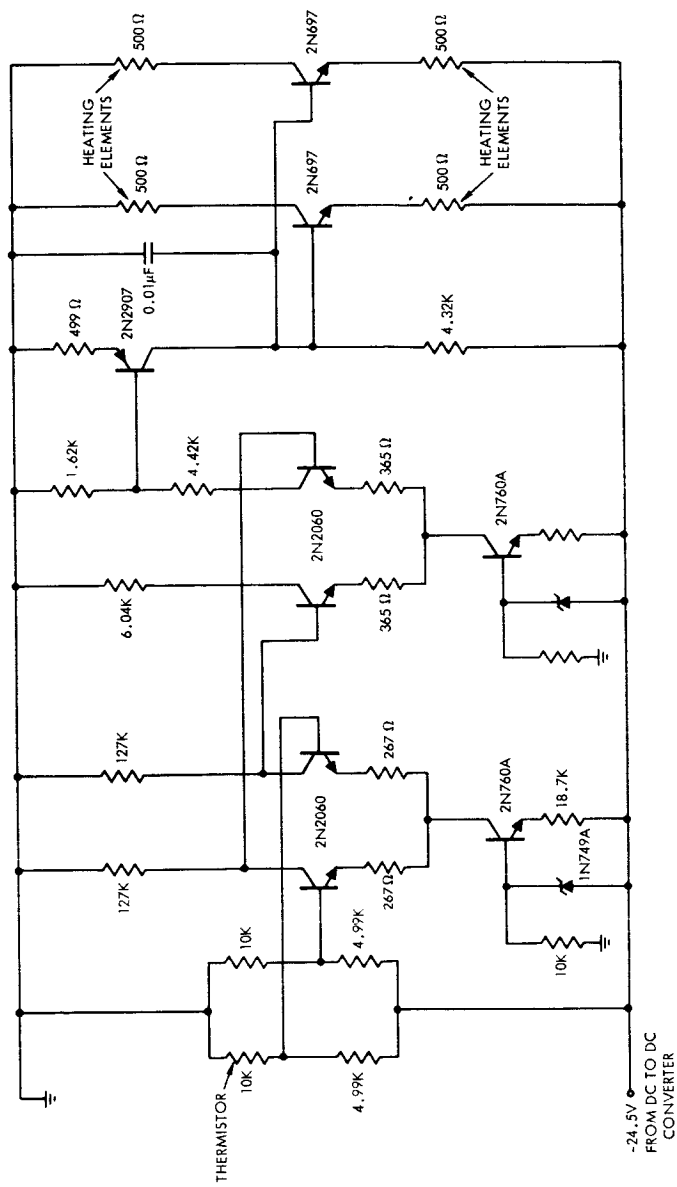 THERMISTOR
10K
10K
4.99K
4.99K
-24.5V
FROM DC TO DC
CONVERTER
127K
127K
2N2060
267Ω
267 Ω
2N760A
18.7K
1N749A
10K
6.04K
1.62K
4.42K
2N2060
365 Ω
365 Ω
2N760A
499 Ω
2N2907
0.01µF
4.32K
HEATING
ELEMENTS
500 Ω
500 Ω
2N697
2N697
500 Ω
500 Ω
HEATING
ELEMENTS